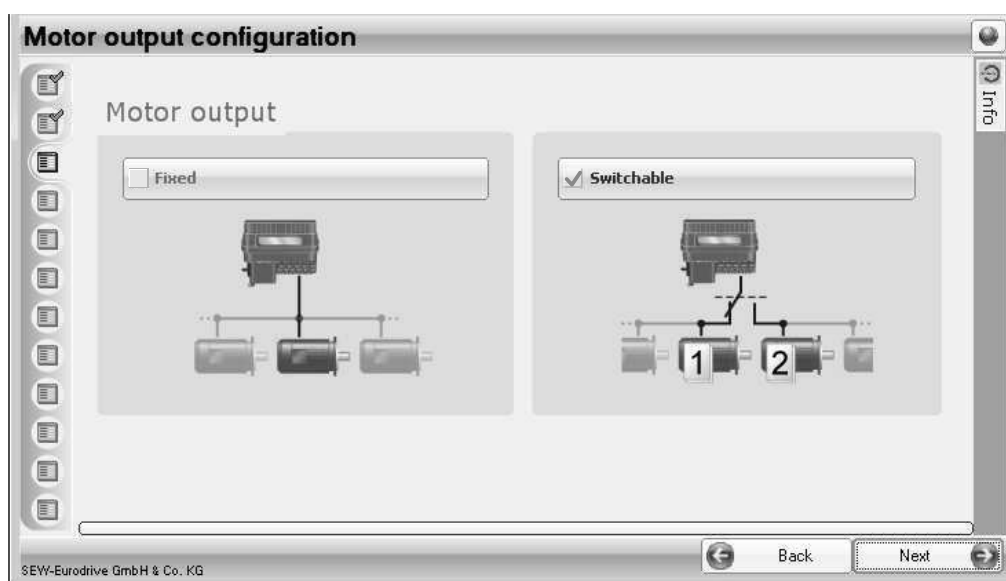 Motor output configuration
Info
Motor output
Fixed
Switchable
1
2
Back
Next
SEW-Eurodrive GmbH & Co. KG